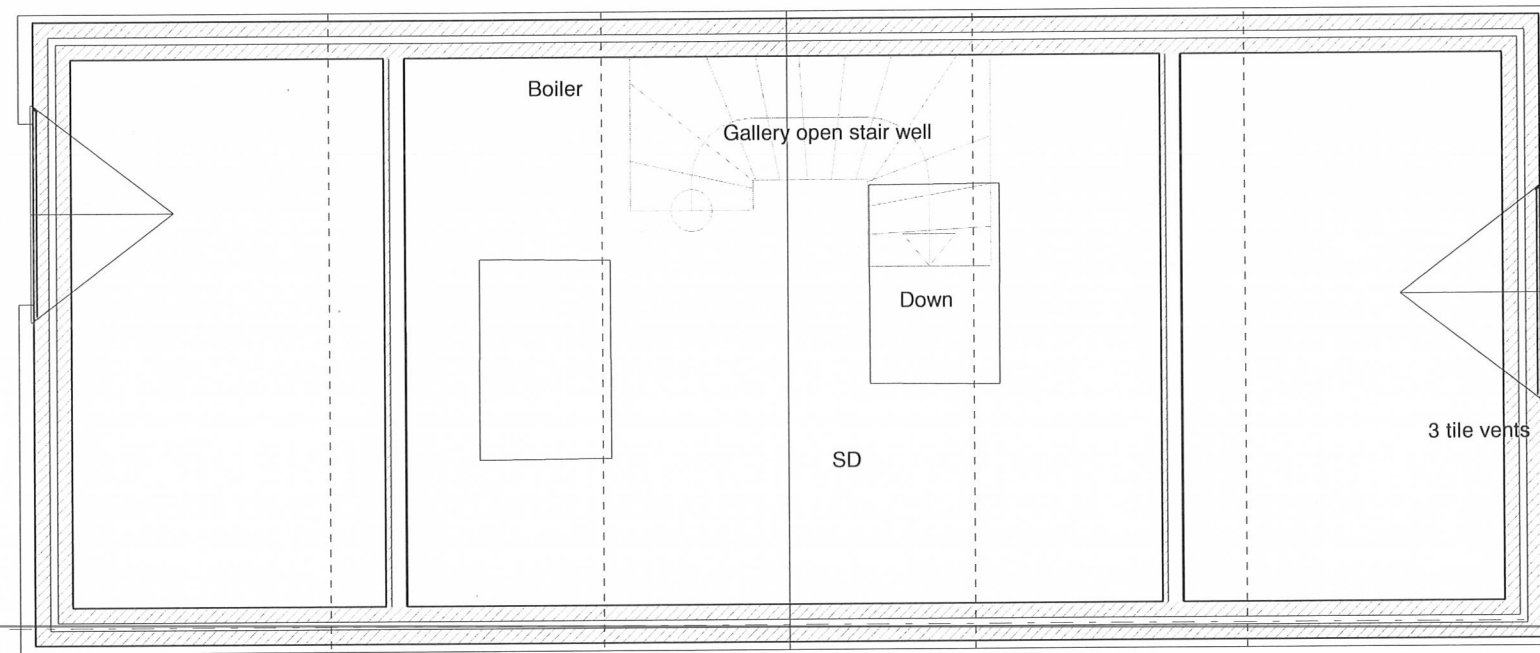 Boiler
Gallery open stair well
Down
3 tile vents
SD